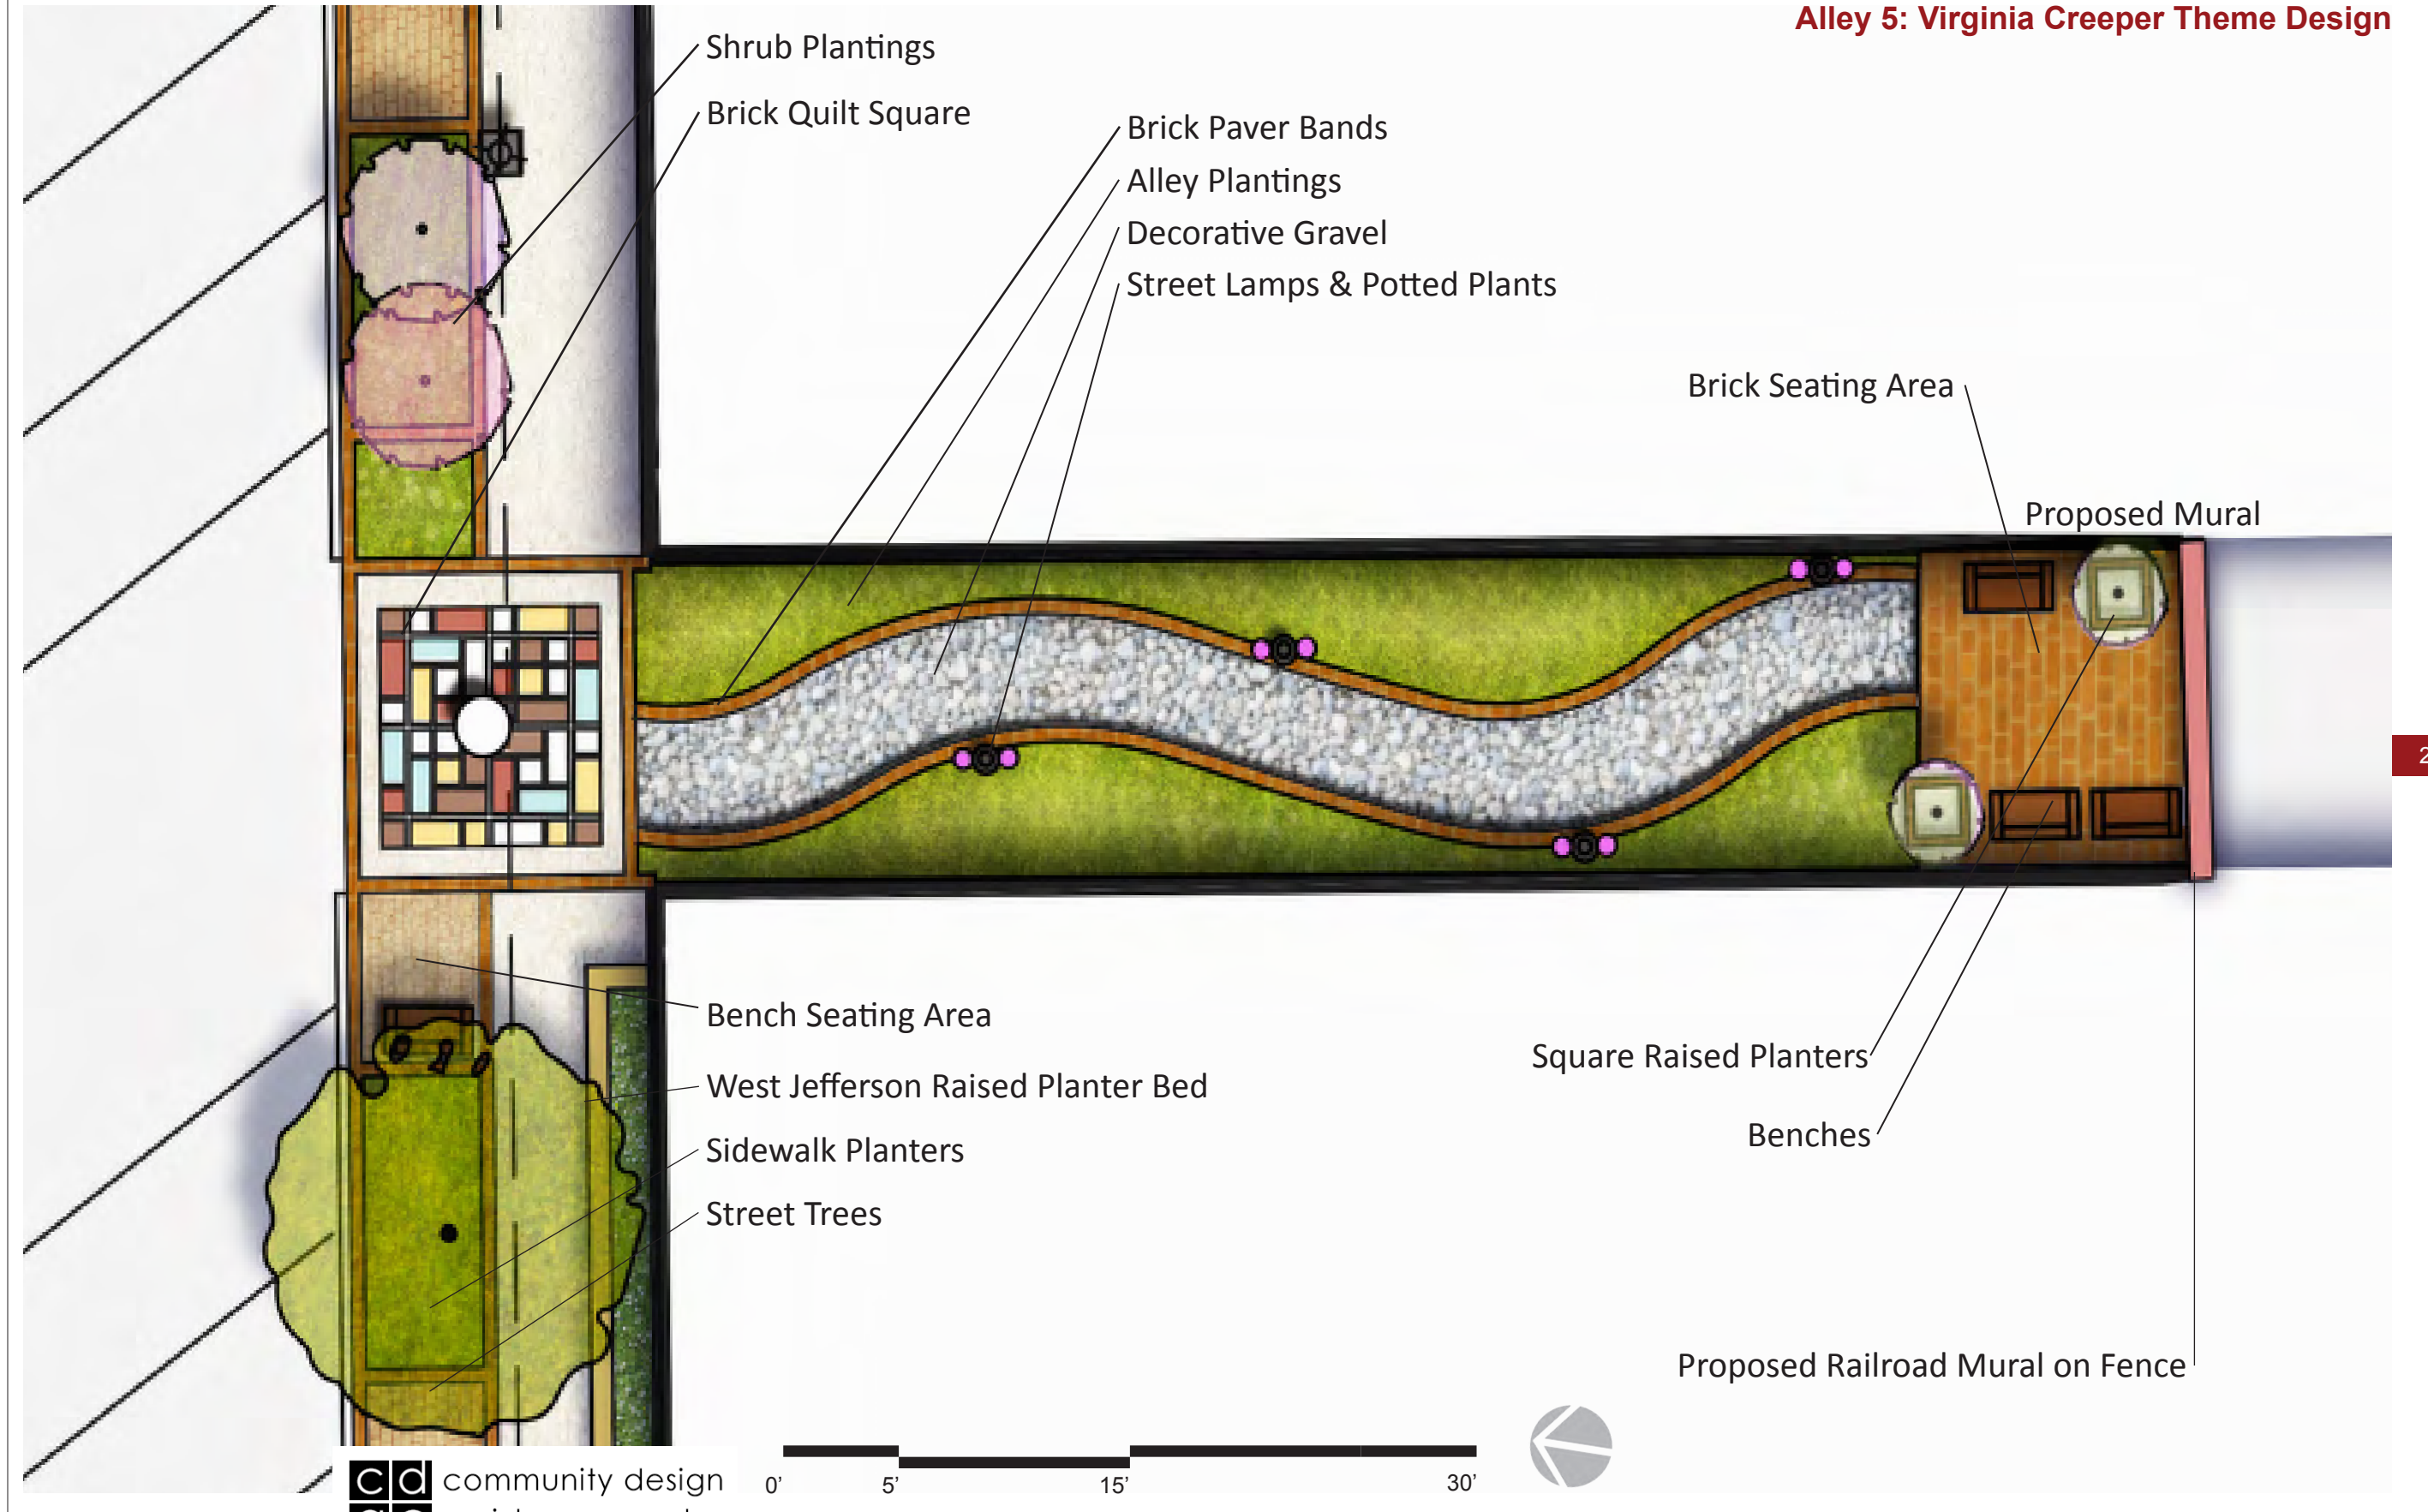 Alley 5: Virginia Creeper Theme Design
Shrub Plantings
Brick Quilt Square
Brick Paver Bands
Alley Plantings
Decorative Gravel
Street Lamps & Potted Plants
Brick Seating Area
Proposed Mural
2
Bench Seating Area
West Jefferson Raised Planter Bed
Sidewalk Planters
Street Trees
Square Raised Planters
Benches
Proposed Railroad Mural on Fence
0' 5' 15' 30'
cd community design